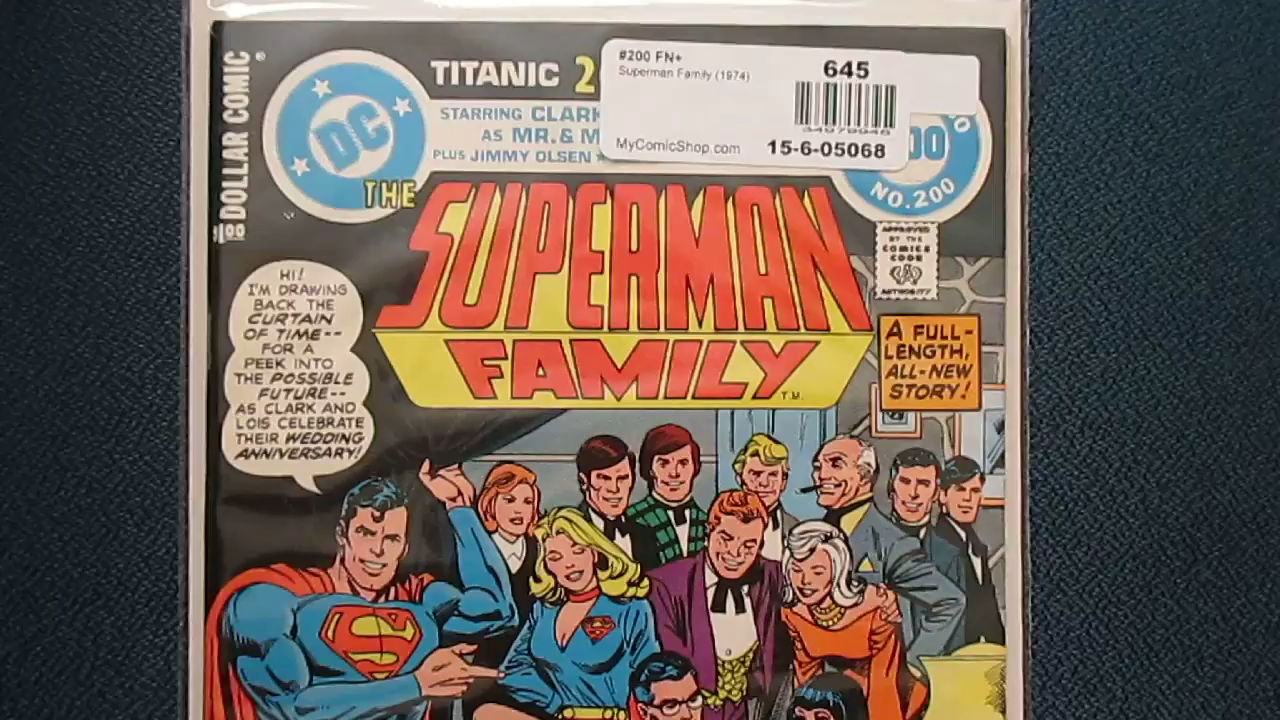 $1.00 DOLLAR COMIC
DC
TITANIC 2
STARRING CLARK
AS MR. & M
PLUS JIMMY OLSEN
#200 FN+
Superman Family (1974)
645
MyComicShop.com
15-6-05068
NO.200
APPROVED
BY THE
COMICS
CODE
AUTHORITY
THE
SUPERMAN
FAMILY T.M.
HI!
I'M DRAWING
BACK THE
CURTAIN
OF TIME--
FOR A
PEEK INTO
THE POSSIBLE
FUTURE--
AS CLARK AND
LOIS CELEBRATE
THEIR WEDDING
ANNIVERSARY!
A FULL-
LENGTH,
ALL-NEW
STORY!
S